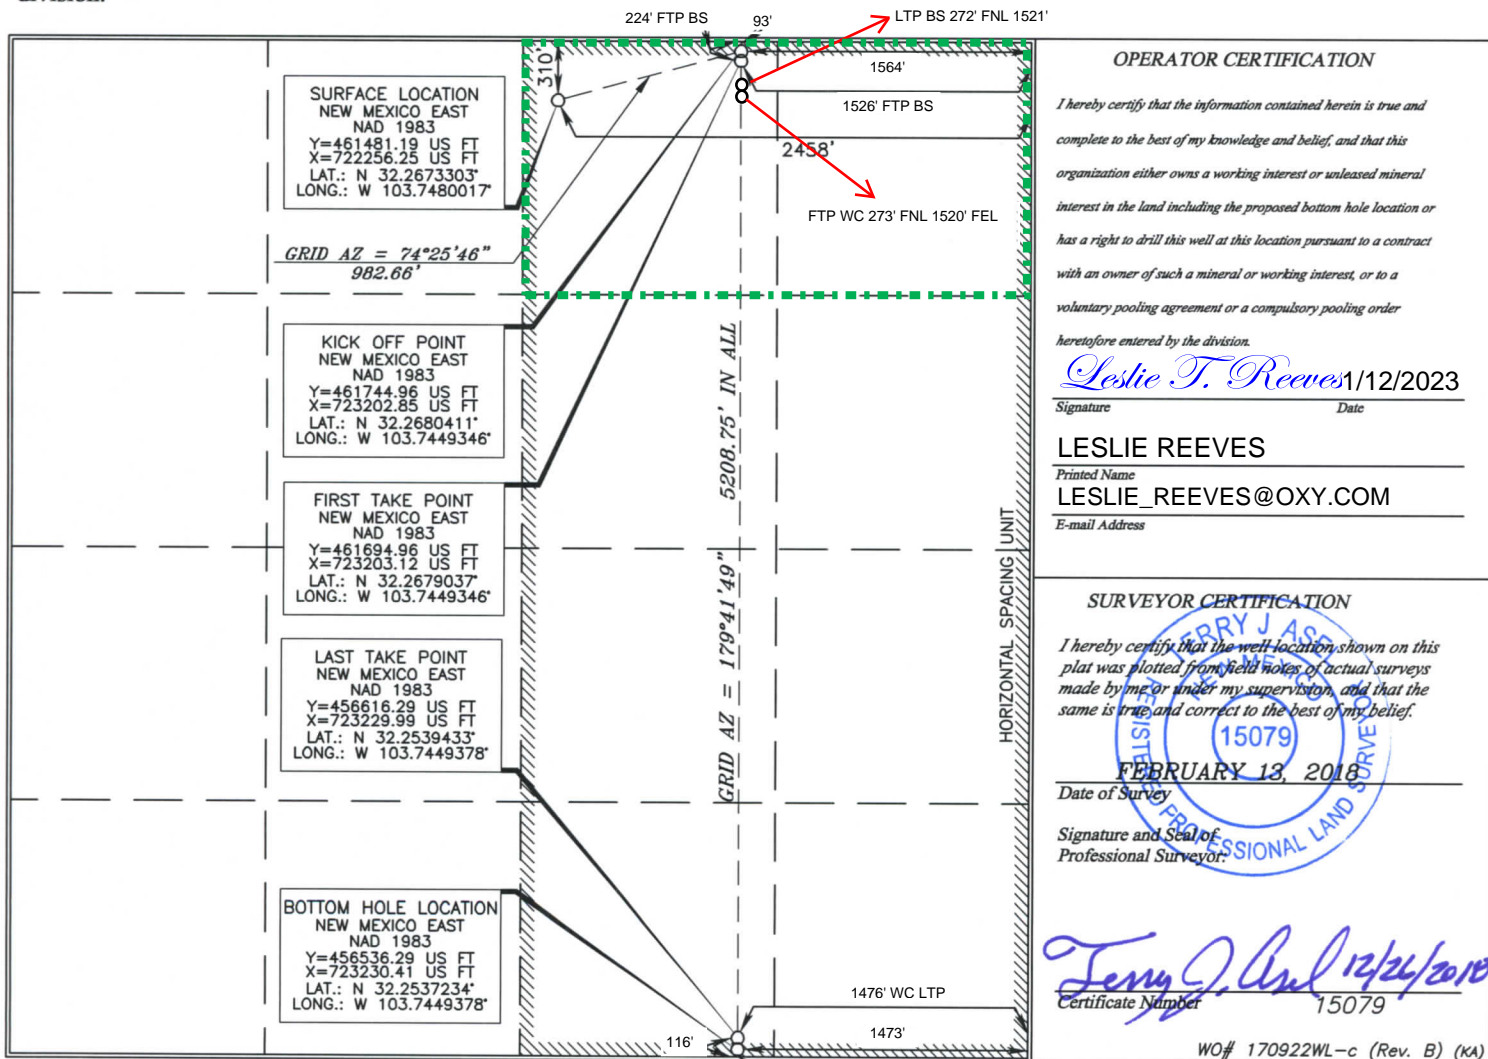 division.
224' FTP BS
93'
LTP BS 272' FNL 1521'
310'
1564'
1526' FTP BS
2458'
FTP WC 273' FNL 1520' FEL
SURFACE LOCATION
NEW MEXICO EAST
NAD 1983
Y=461481.19 US FT
X=722256.25 US FT
LAT.: N 32.2673303°
LONG.: W 103.7480017°
GRID AZ = 74°25'46"
982.66'
KICK OFF POINT
NEW MEXICO EAST
NAD 1983
Y=461744.96 US FT
X=723202.85 US FT
LAT.: N 32.2680411°
LONG.: W 103.7449346°
FIRST TAKE POINT
NEW MEXICO EAST
NAD 1983
Y=461694.96 US FT
X=723203.12 US FT
LAT.: N 32.2679037°
LONG.: W 103.7449346°
LAST TAKE POINT
NEW MEXICO EAST
NAD 1983
Y=456616.29 US FT
X=723229.99 US FT
LAT.: N 32.2539433°
LONG.: W 103.7449378°
BOTTOM HOLE LOCATION
NEW MEXICO EAST
NAD 1983
Y=456536.29 US FT
X=723230.41 US FT
LAT.: N 32.2537234°
LONG.: W 103.7449378°
GRID AZ = 179°41'49" 5208.75' IN ALL
HORIZONTAL SPACING UNIT
1476' WC LTP
1473'
116'
OPERATOR CERTIFICATION
I hereby certify that the information contained herein is true and
complete to the best of my knowledge and belief, and that this
organization either owns a working interest or unleased mineral
interest in the land including the proposed bottom hole location or
has a right to drill this well at this location pursuant to a contract
with an owner of such a mineral or working interest, or to a
voluntary pooling agreement or a compulsory pooling order
heretofore entered by the division.
Leslie T. Reeves 1/12/2023
Signature Date
LESLIE REEVES
Printed Name
LESLIE_REEVES@OXY.COM
E-mail Address
SURVEYOR CERTIFICATION
I hereby certify that the well location shown on this
plat was plotted from field notes of actual surveys
made by me or under my supervision, and that the
same is true and correct to the best of my belief.
TERRY J ASEL
NEW MEXICO
15079
REGISTERED PROFESSIONAL LAND SURVEYOR
FEBRUARY 13, 2018
Date of Survey
Signature and Seal of
Professional Surveyor:
Terry J. Asel 12/26/2018
Certificate Number 15079
WO# 170922WL-c (Rev. B) (KA)